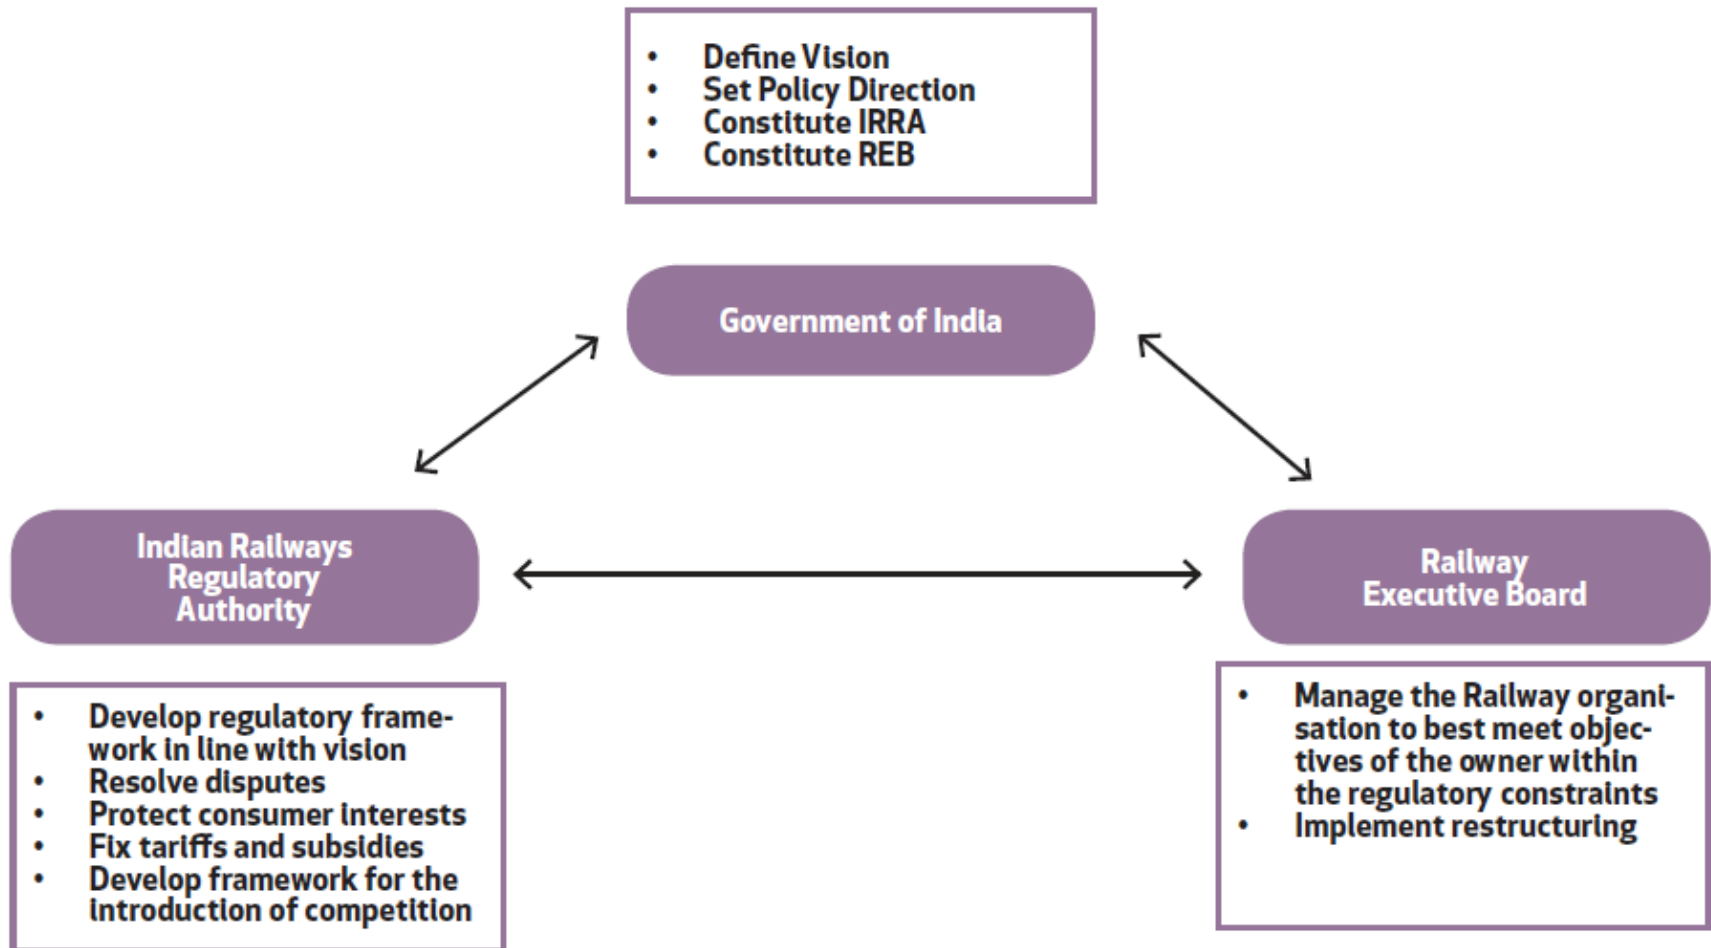 • Define Vision
• Set Policy Direction
• Constitute IRRA
• Constitute REB
Government of India
Indian Railways
Regulatory
Authority
Railway
Executive Board
• Develop regulatory frame-
work in line with vision
• Resolve disputes
• Protect consumer interests
• Fix tariffs and subsidies
• Develop framework for the
introduction of competition
• Manage the Railway organi-
sation to best meet objec-
tives of the owner within
the regulatory constraints
• Implement restructuring